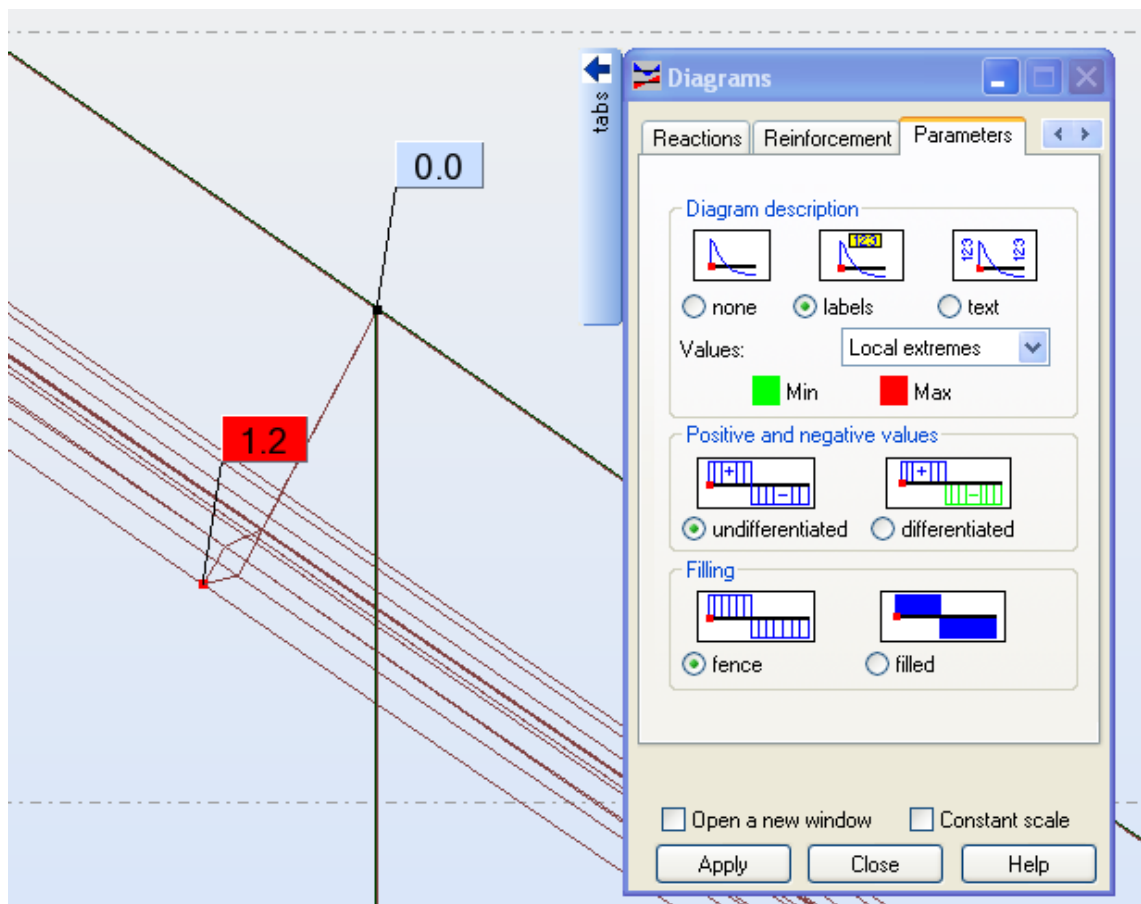 0.0
1.2
tabs
Diagrams
Reactions Reinforcement Parameters
Diagram description
123 123 123
none labels text
Values: Local extremes
Min Max
Positive and negative values
+ - + -
undifferentiated differentiated
Filling
fence filled
Open a new window Constant scale
Apply Close Help